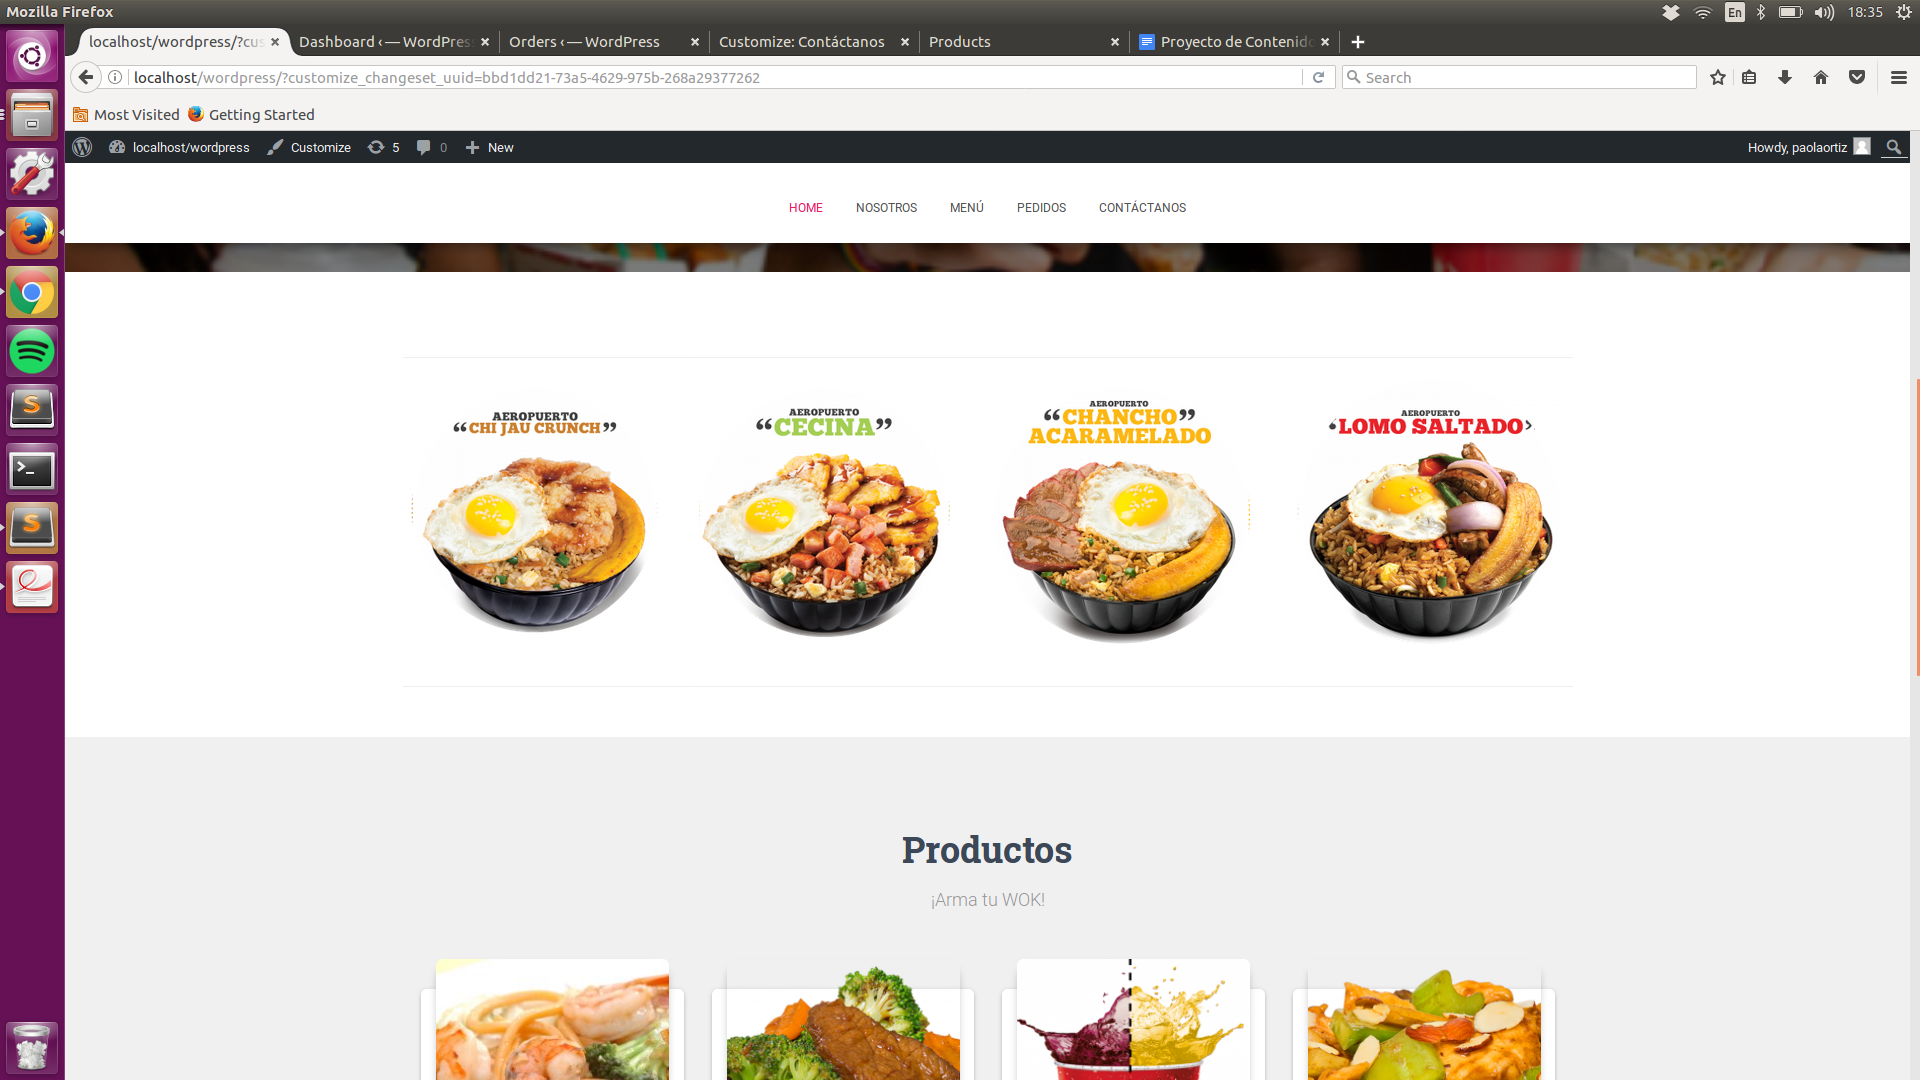 Mozilla Firefox
En
18:35
localhost/wordpress/?cus
Dashboard ‹ — WordPres
Orders ‹ — WordPress
Customize: Contáctanos
Products
Proyecto de Contenido
localhost/wordpress/?customize_changeset_uuid=bbd1dd21-73a5-4629-975b-268a29377262
Search
Most Visited
Getting Started
localhost/wordpress
Customize
5
0
New
Howdy, paolaortiz
HOME
NOSOTROS
MENÚ
PEDIDOS
CONTÁCTANOS
AEROPUERTO
“CHI JAU CRUNCH”
AEROPUERTO
“CECINA”
AEROPUERTO
“CHANCHO”
ACARAMELADO
AEROPUERTO
‘LOMO SALTADO’
Productos
¡Arma tu WOK!